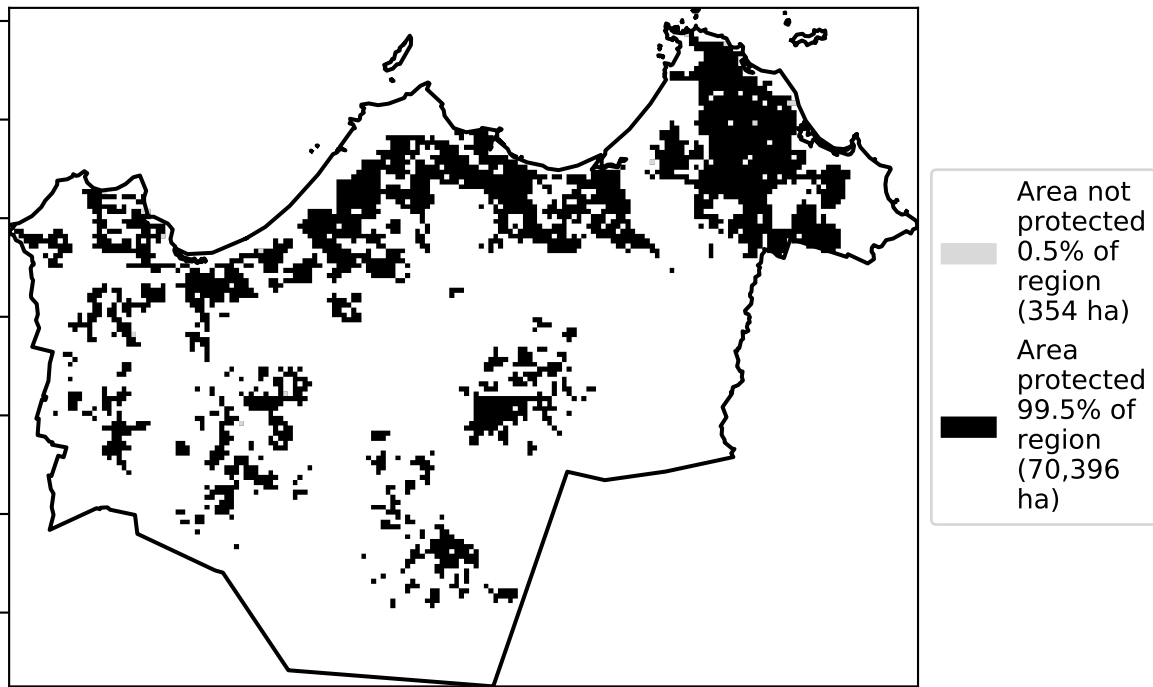 Area not
protected
0.5% of
region
(354 ha)
Area
protected
99.5% of
region
(70,396
ha)